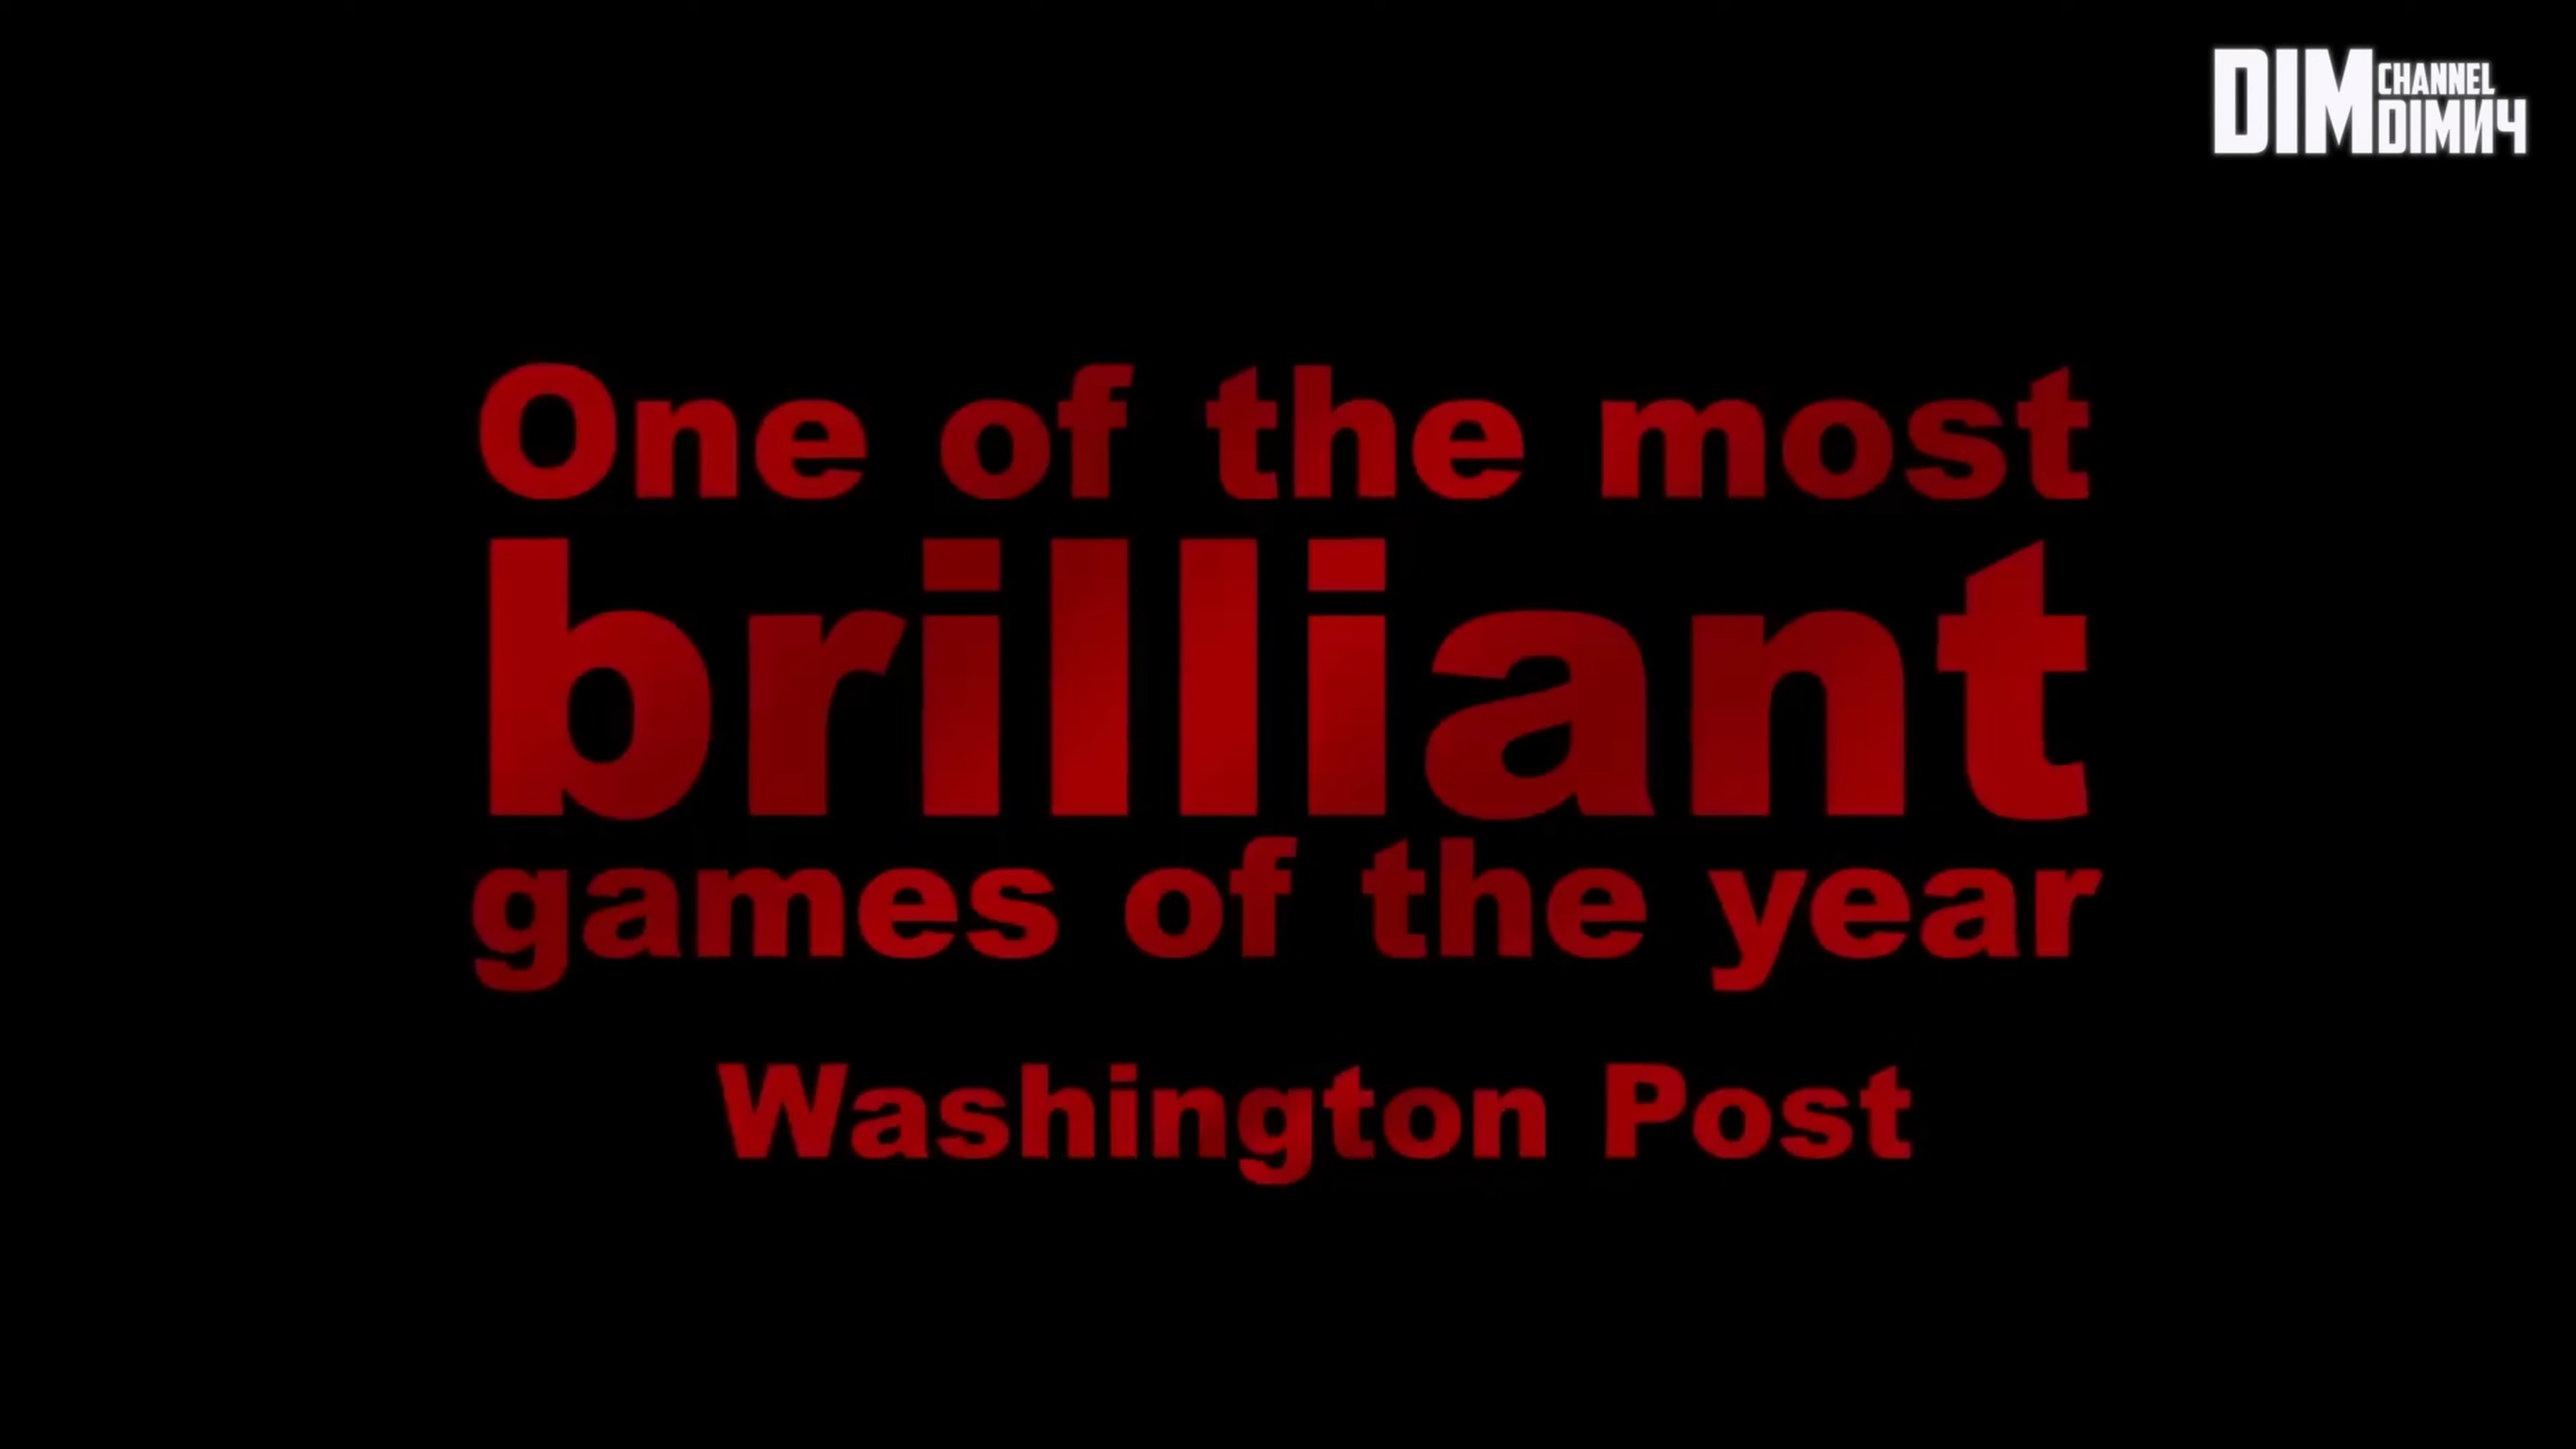 DIM CHANNEL
DIMИЧ
One of the most
brilliant
games of the year
Washington Post